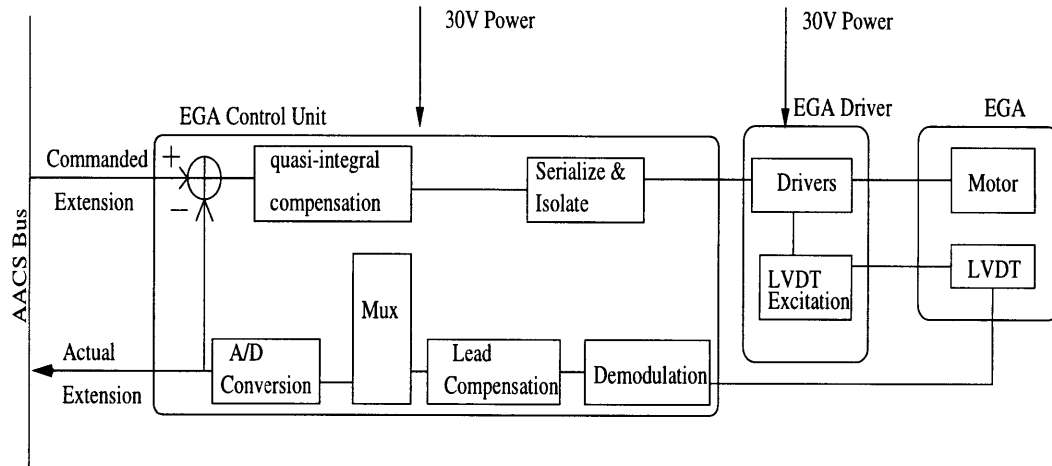 30V Power
30V Power
EGA Control Unit
EGA Driver
EGA
Commanded
Extension
+
−
quasi-integral
compensation
Serialize &
Isolate
Drivers
Motor
LVDT
Excitation
LVDT
AACS Bus
Mux
Actual
Extension
A/D
Conversion
Lead
Compensation
Demodulation